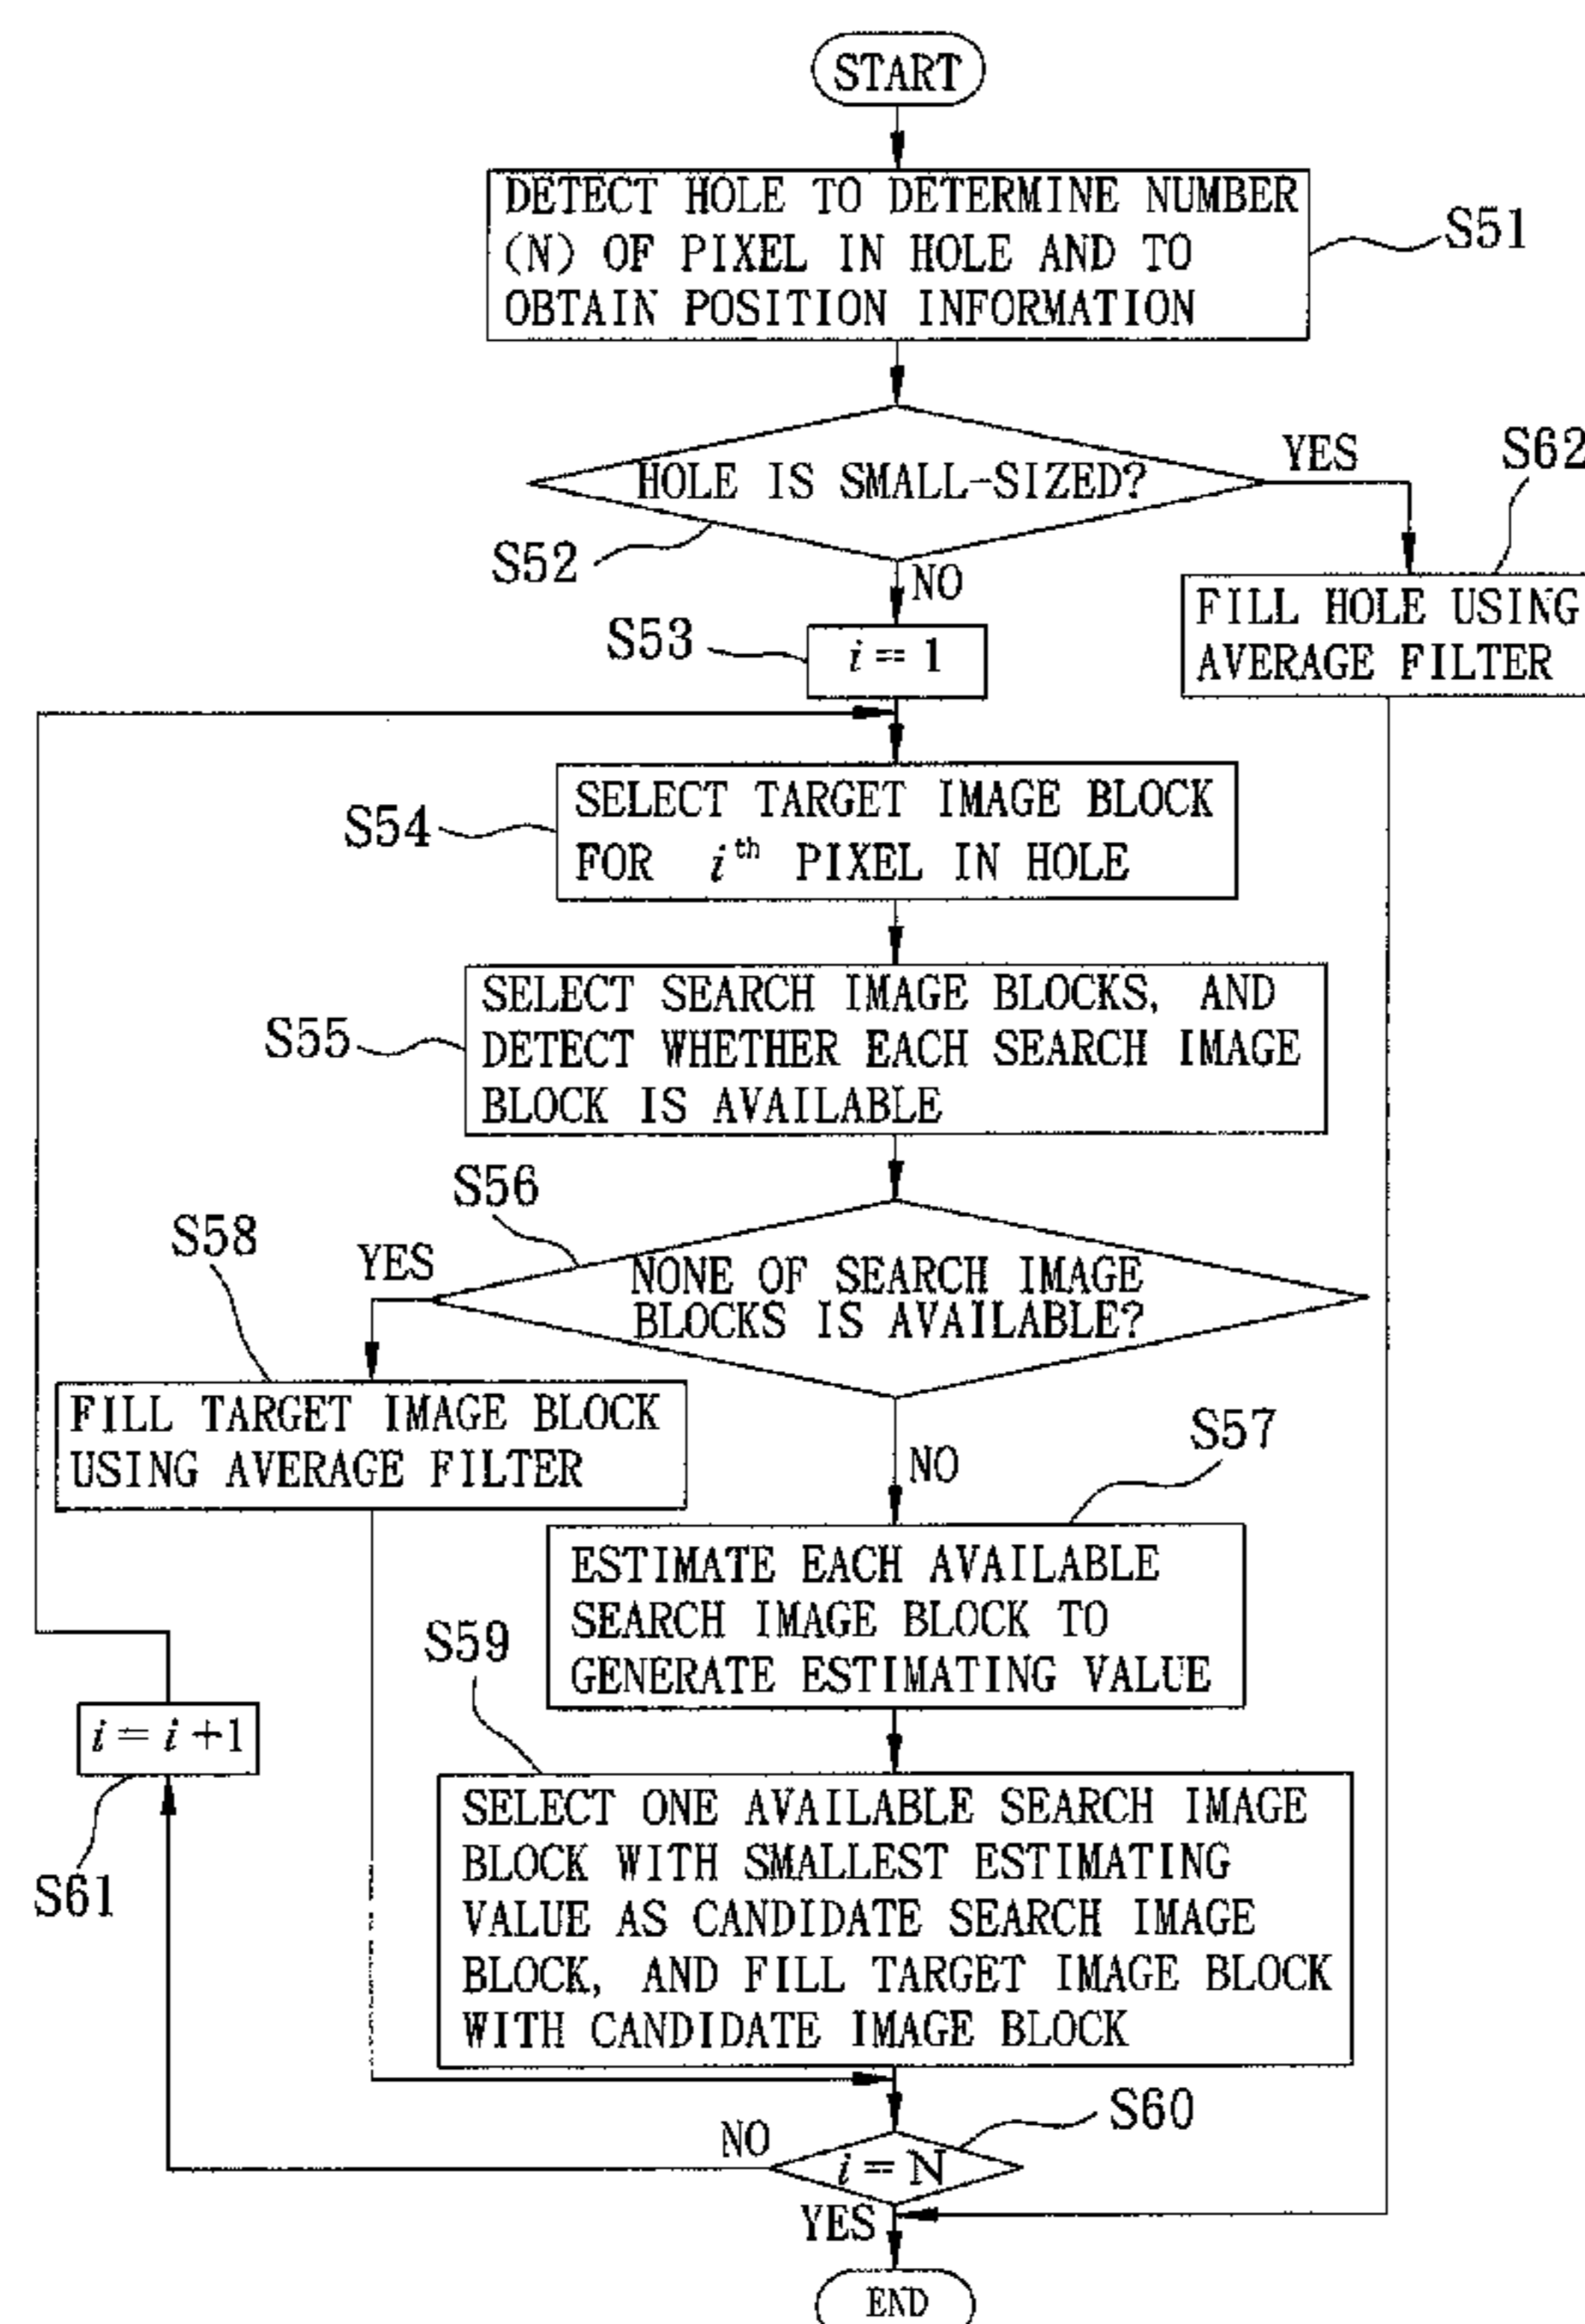 START
DETECT HOLE TO DETERMINE NUMBER
(N) OF PIXEL IN HOLE AND TO
OBTAIN POSITION INFORMATION
S51
HOLE IS SMALL-SIZED?
YES
S62
S52
NO
FILL HOLE USING
AVERAGE FILTER
S53
i = 1
SELECT TARGET IMAGE BLOCK
FOR i th PIXEL IN HOLE
S54
SELECT SEARCH IMAGE BLOCKS, AND
DETECT WHETHER EACH SEARCH IMAGE
BLOCK IS AVAILABLE
S55
S56
S58
YES
NONE OF SEARCH IMAGE
BLOCKS IS AVAILABLE?
FILL TARGET IMAGE BLOCK
USING AVERAGE FILTER
S57
NO
ESTIMATE EACH AVAILABLE
SEARCH IMAGE BLOCK TO
GENERATE ESTIMATING VALUE
S59
i = i +1
S61
SELECT ONE AVAILABLE SEARCH IMAGE
BLOCK WITH SMALLEST ESTIMATING
VALUE AS CANDIDATE SEARCH IMAGE
BLOCK, AND FILL TARGET IMAGE BLOCK
WITH CANDIDATE IMAGE BLOCK
S60
NO
i = N
YES
END